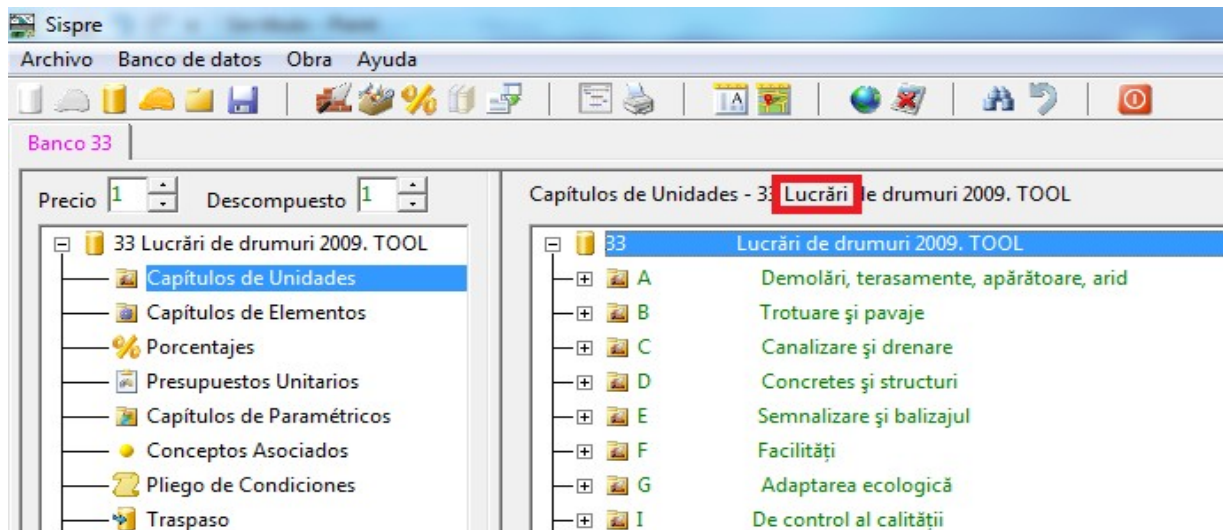 Sispre
Archivo Banco de datos Obra Ayuda
Banco 33
Precio 1 Descompuesto 1
33 Lucrări de drumuri 2009. TOOL
Capítulos de Unidades
Capítulos de Elementos
Porcentajes
Presupuestos Unitarios
Capítulos de Paramétricos
Conceptos Asociados
Pliego de Condiciones
Traspaso
Capítulos de Unidades - 33 Lucrări de drumuri 2009. TOOL
33 Lucrări de drumuri 2009. TOOL
A Demolări, terasamente, apărătoare, arid
B Trotuare şi pavaje
C Canalizare şi drenare
D Concretes şi structuri
E Semnalizare şi balizajul
F Facilităţi
G Adaptarea ecologică
I De control al calităţii